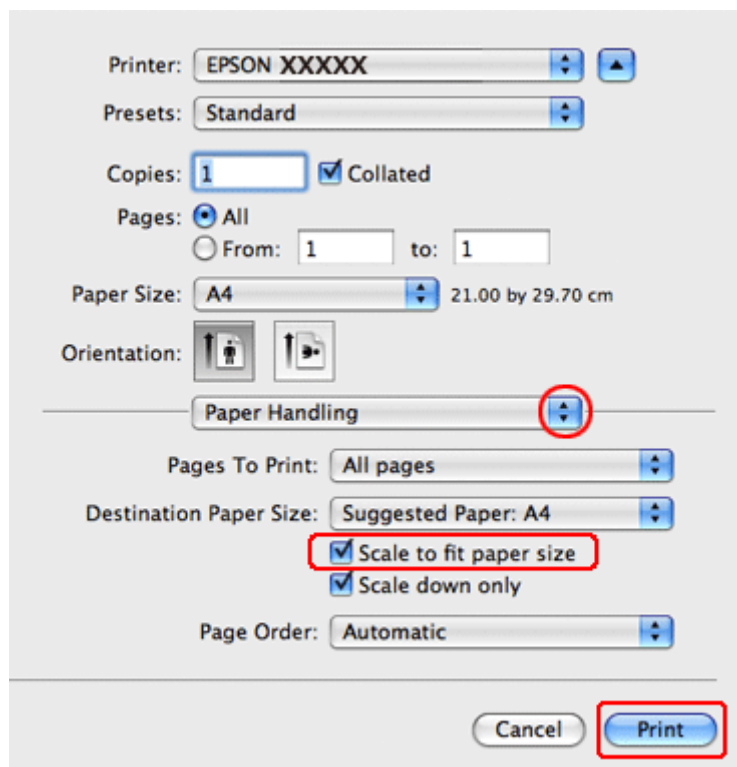 Printer: EPSON XXXXX
Presets: Standard
Copies: 1 Collated
Pages: All
From: 1 to: 1
Paper Size: A4 21.00 by 29.70 cm
Orientation:
Paper Handling
Pages To Print: All pages
Destination Paper Size: Suggested Paper: A4
Scale to fit paper size
Scale down only
Page Order: Automatic
Cancel Print